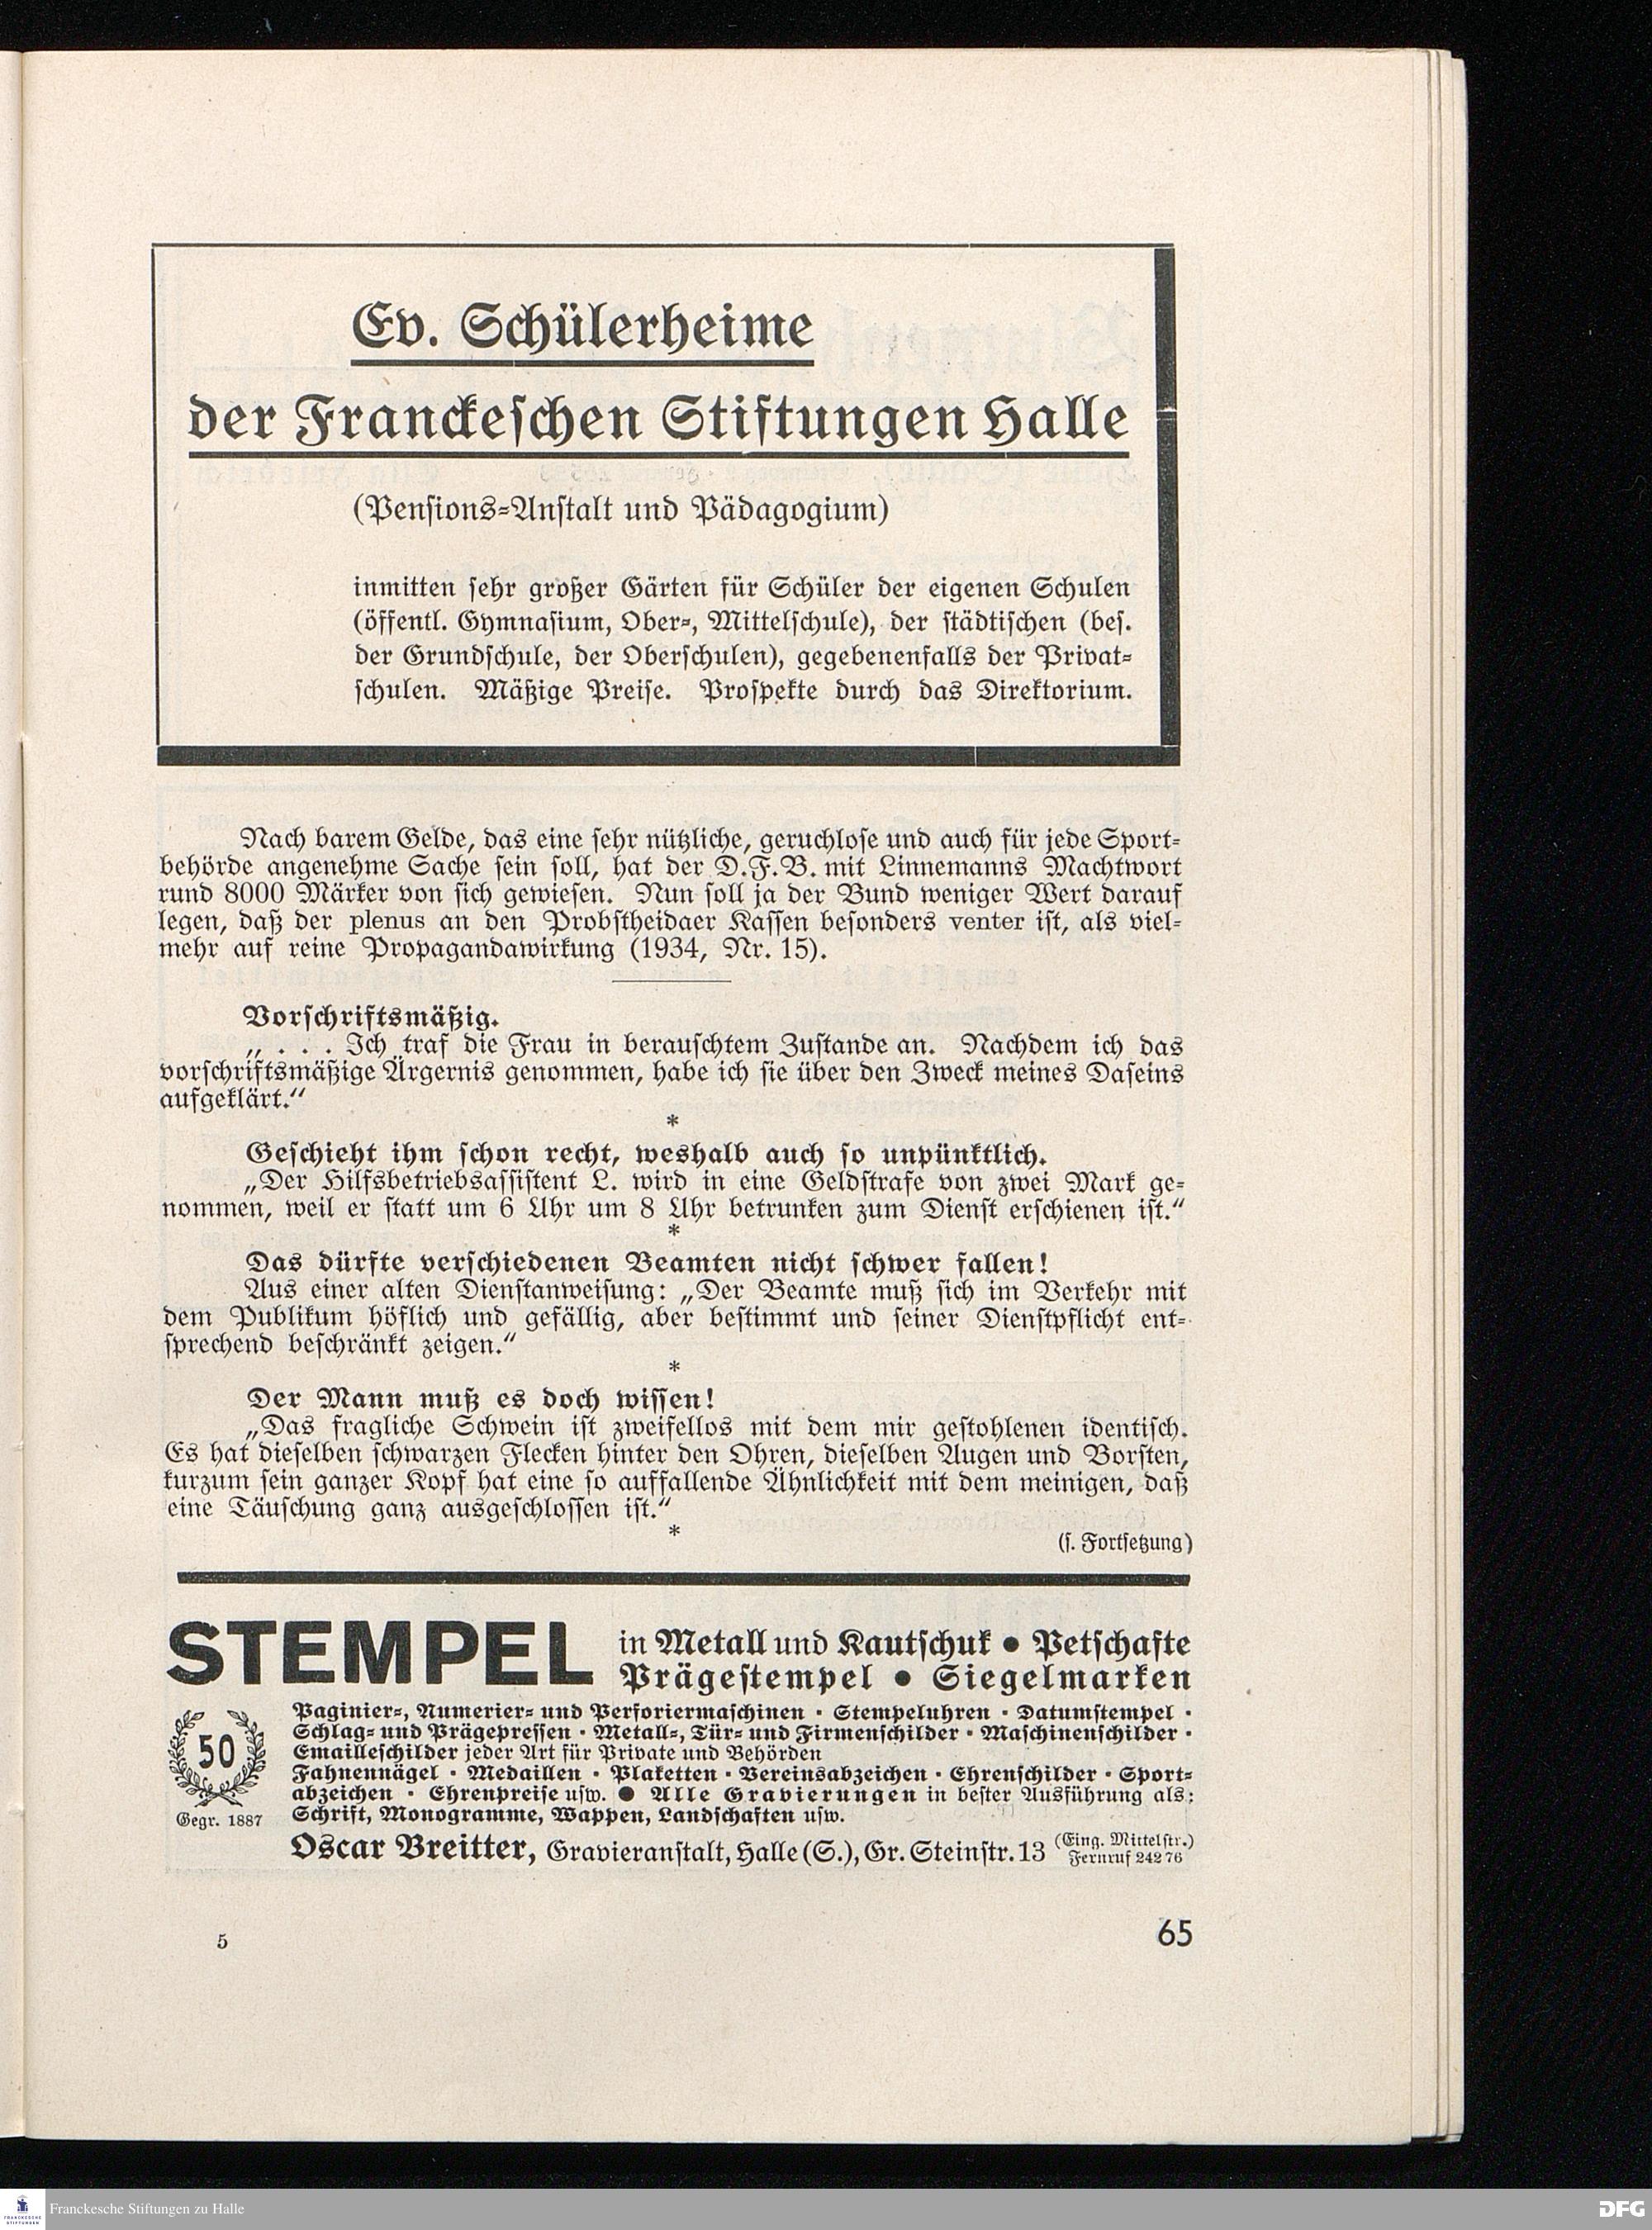 Ev. Schülerheime
der Franckeschen Stiftungen Halle
(Pensions-Anstalt und Pädagogium)
inmitten sehr großer Gärten für Schüler der eigenen Schulen
(öffentl. Gymnasium, Ober-, Mittelschule), der städtischen (bes.
der Grundschule, der Oberschulen), gegebenenfalls der Privat-
schulen. Mäßige Preise. Prospekte durch das Direktorium.
Nach barem Gelde, das eine sehr nützliche, geruchlose und auch für jede Sport-
behörde angenehme Sache sein soll, hat der D.F.B. mit Linnemanns Machtwort
rund 8000 Märker von sich gewiesen. Nun soll ja der Bund weniger Wert darauf
legen, daß der plenus an den Probstheidaer Kassen besonders venter ist, als viel-
mehr auf reine Propagandawirkung (1934, Nr. 15).
Vorschriftsmäßig.
„. . . Ich traf die Frau in berauschtem Zustande an. Nachdem ich das
vorschriftsmäßige Ärgernis genommen, habe ich sie über den Zweck meines Daseins
aufgeklärt.“
*
Geschieht ihm schon recht, weshalb auch so unpünktlich.
„Der Hilfsbetriebsassistent L. wird in eine Geldstrafe von zwei Mark ge-
nommen, weil er statt um 6 Uhr um 8 Uhr betrunken zum Dienst erschienen ist.“
*
Das dürfte verschiedenen Beamten nicht schwer fallen!
Aus einer alten Dienstanweisung: „Der Beamte muß sich im Verkehr mit
dem Publikum höflich und gefällig, aber bestimmt und seiner Dienstpflicht ent-
sprechend beschränkt zeigen.“
*
Der Mann muß es doch wissen!
„Das fragliche Schwein ist zweifellos mit dem mir gestohlenen identisch.
Es hat dieselben schwarzen Flecken hinter den Ohren, dieselben Augen und Borsten,
kurzum sein ganzer Kopf hat eine so auffallende Ähnlichkeit mit dem meinigen, daß
eine Täuschung ganz ausgeschlossen ist.“
*
(s. Fortsetzung)
STEMPEL in Metall und Kautschuk ● Petschafte
Prägestempel ● Siegelmarken
Paginier-, Numerier- und Perforiermaschinen · Stempeluhren · Datumstempel ·
Schlag- und Prägepressen · Metall-, Tür- und Firmenschilder · Maschinenschilder ·
Emailleschilder jeder Art für Private und Behörden
Fahnennägel · Medaillen · Plaketten · Vereinsabzeichen · Ehrenschilder · Sport-
abzeichen · Ehrenpreise usw. ● Alle Gravierungen in bester Ausführung als:
Schrift, Monogramme, Wappen, Landschaften usw.
50
Gegr. 1887
Oscar Breitter, Gravieranstalt, Halle (S.), Gr. Steinstr. 13 (Eing. Mittelstr.)
Fernruf 242 76
5
65
Franckesche Stiftungen zu Halle
FRANCKESCHE STIFTUNGEN
DFG